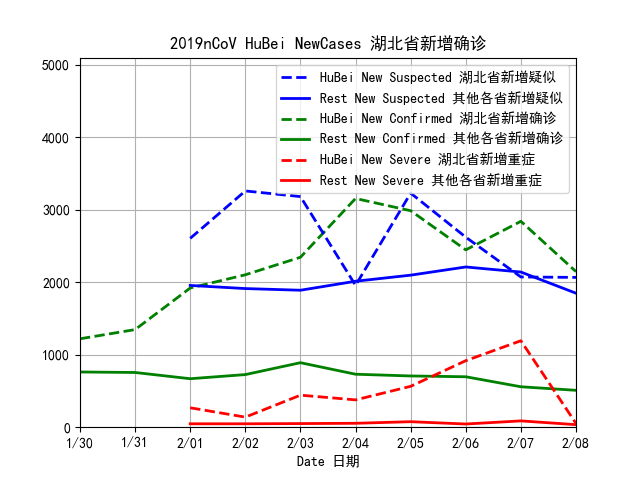 2019nCoV HuBei NewCases 湖北省新增确诊
5000
4000
3000
2000
1000
0
HuBei New Suspected 湖北省新增疑似
Rest New Suspected 其他各省新增疑似
HuBei New Confirmed 湖北省新增确诊
Rest New Confirmed 其他各省新增确诊
HuBei New Severe 湖北省新增重症
Rest New Severe 其他各省新增重症
1/30 1/31 2/01 2/02 2/03 2/04 2/05 2/06 2/07 2/08
Date 日期